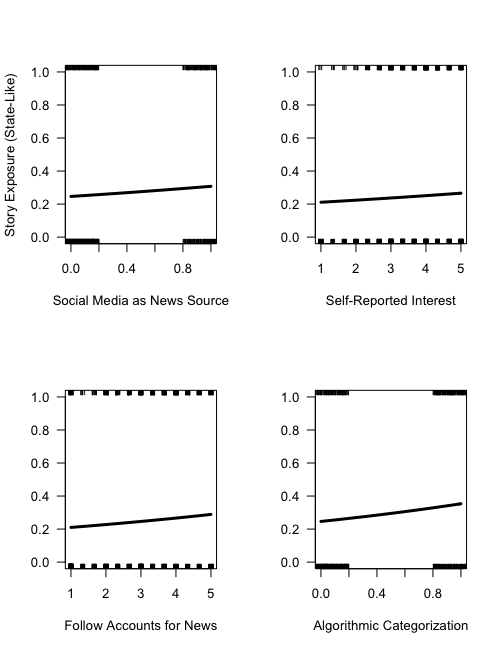 Story Exposure (State-Like)
1.0
0.8
0.6
0.4
0.2
0.0
0.0 0.4 0.8
Social Media as News Source
1.0
0.8
0.6
0.4
0.2
0.0
1 2 3 4 5
Self-Reported Interest
1.0
0.8
0.6
0.4
0.2
0.0
1 2 3 4 5
Follow Accounts for News
1.0
0.8
0.6
0.4
0.2
0.0
0.0 0.4 0.8
Algorithmic Categorization